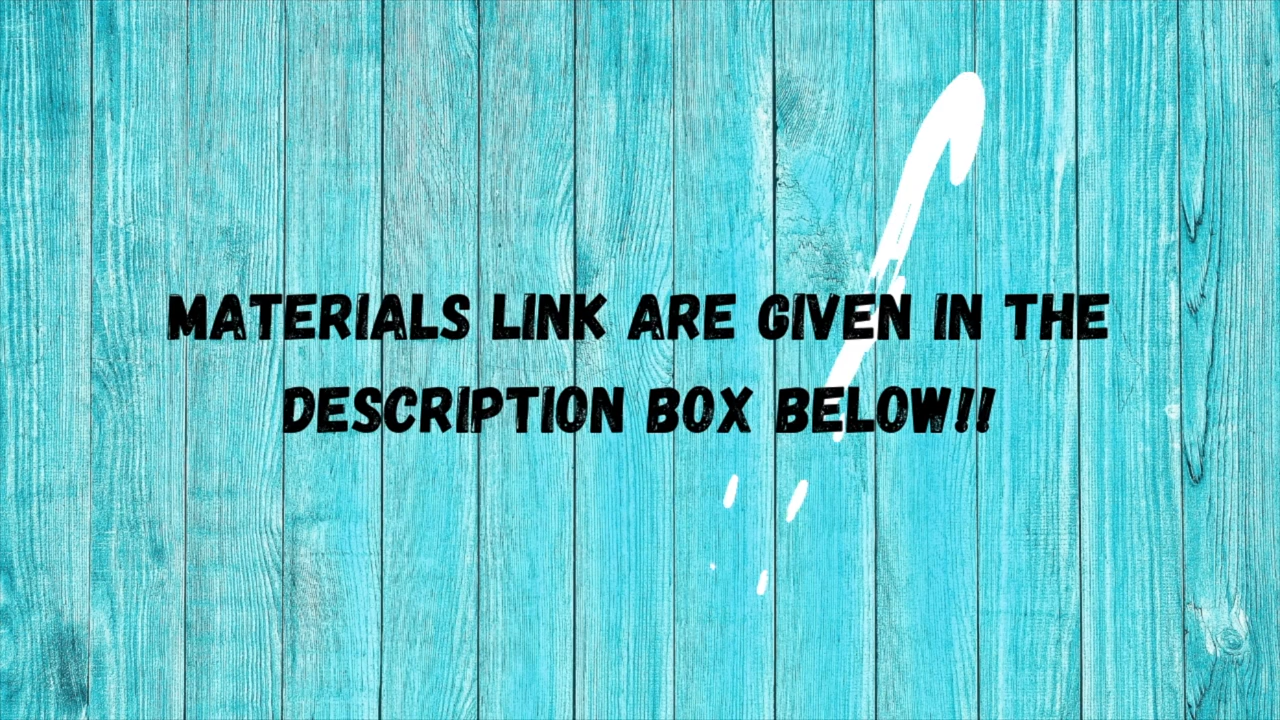 MATERIALS LINK ARE GIVEN IN THE
DESCRIPTION BOX BELOW!!